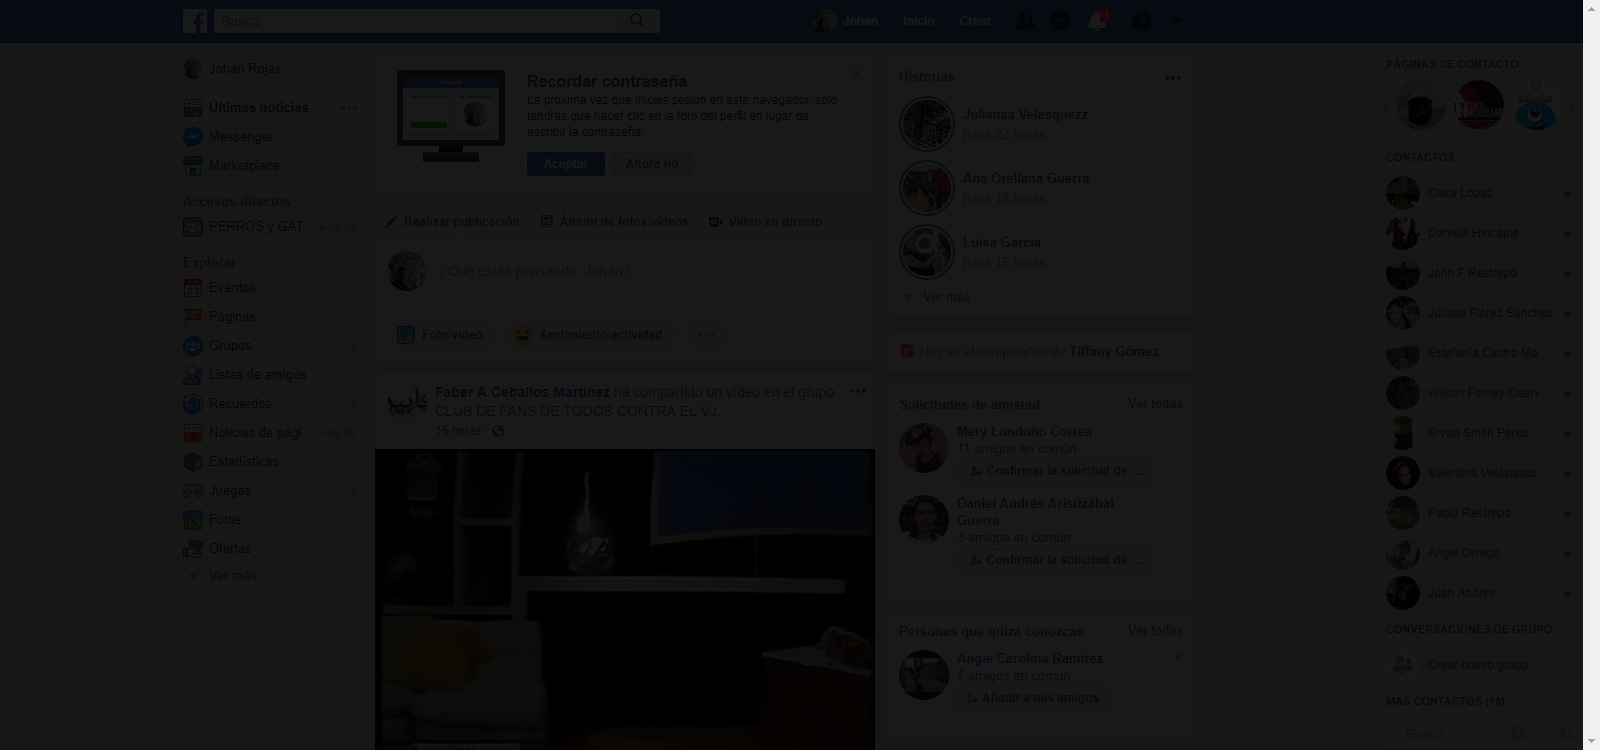 Busca
Johan
Inicio
Crear
1
Johan Rojas
Últimas noticias
Messenger
Marketplace
Accesos directos
PERROS y GAT...
+ de 20
Explorar
Eventos
23
Páginas
Grupos
Listas de amigos
Recuerdos
1
Noticias de pági...
+ de 20
Estadísticas
Juegos
Fotos
Ofertas
Ver más...
Recordar contraseña
La próxima vez que inicies sesión en este navegador, solo
tendrás que hacer clic en la foto del perfil en lugar de
escribir la contraseña.
Aceptar
Ahora no
Realizar publicación
Álbum de fotos/vídeos
Vídeo en directo
¿Qué estás pensando, Johan?
Foto/vídeo
Sentimiento/actividad
Faber A Ceballos Martinez ha compartido un vídeo en el grupo
CLUB DE FANS DE TODOS CONTRA EL VJ.
15 horas ·
Historias
Julianaa Velasquezz
hace 22 horas
Ana Orellana Guerra
hace 18 horas
Luisa García
hace 15 horas
Ver más
Hoy es el cumpleaños de Tiffany Gómez
Solicitudes de amistad
Ver todas
Mery Londoño Correa
11 amigos en común
Confirmar la solicitud de ...
Daniel Andrés Aristizábal
Guerra
3 amigos en común
Confirmar la solicitud de ...
Personas que quizá conozcas
Ver todas
Angie Carolina Ramirez
7 amigos en común
Añadir a mis amigos
PÁGINAS DE CONTACTO
CONTACTOS
Clara Lopez
Daniela Hincapie
John F Restrepo
Juliana Flórez Sánchez
Estefanía Castro Mo...
Wilson Ferney Cuerv...
Bryan Smith Perez
Valentina Velásquez
Pablo Restrepo
Angel Orrego
Juan Andrés
CONVERSACIONES DE GRUPO
Crear nuevo grupo
MÁS CONTACTOS (16)
Busca